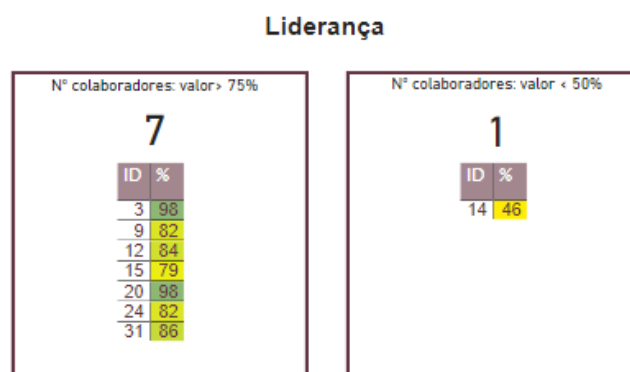 Liderança
Nº colaboradores: valor> 75%
7
ID %
3 98
9 82
12 84
15 79
20 98
24 82
31 86
Nº colaboradores: valor < 50%
1
ID %
14 46